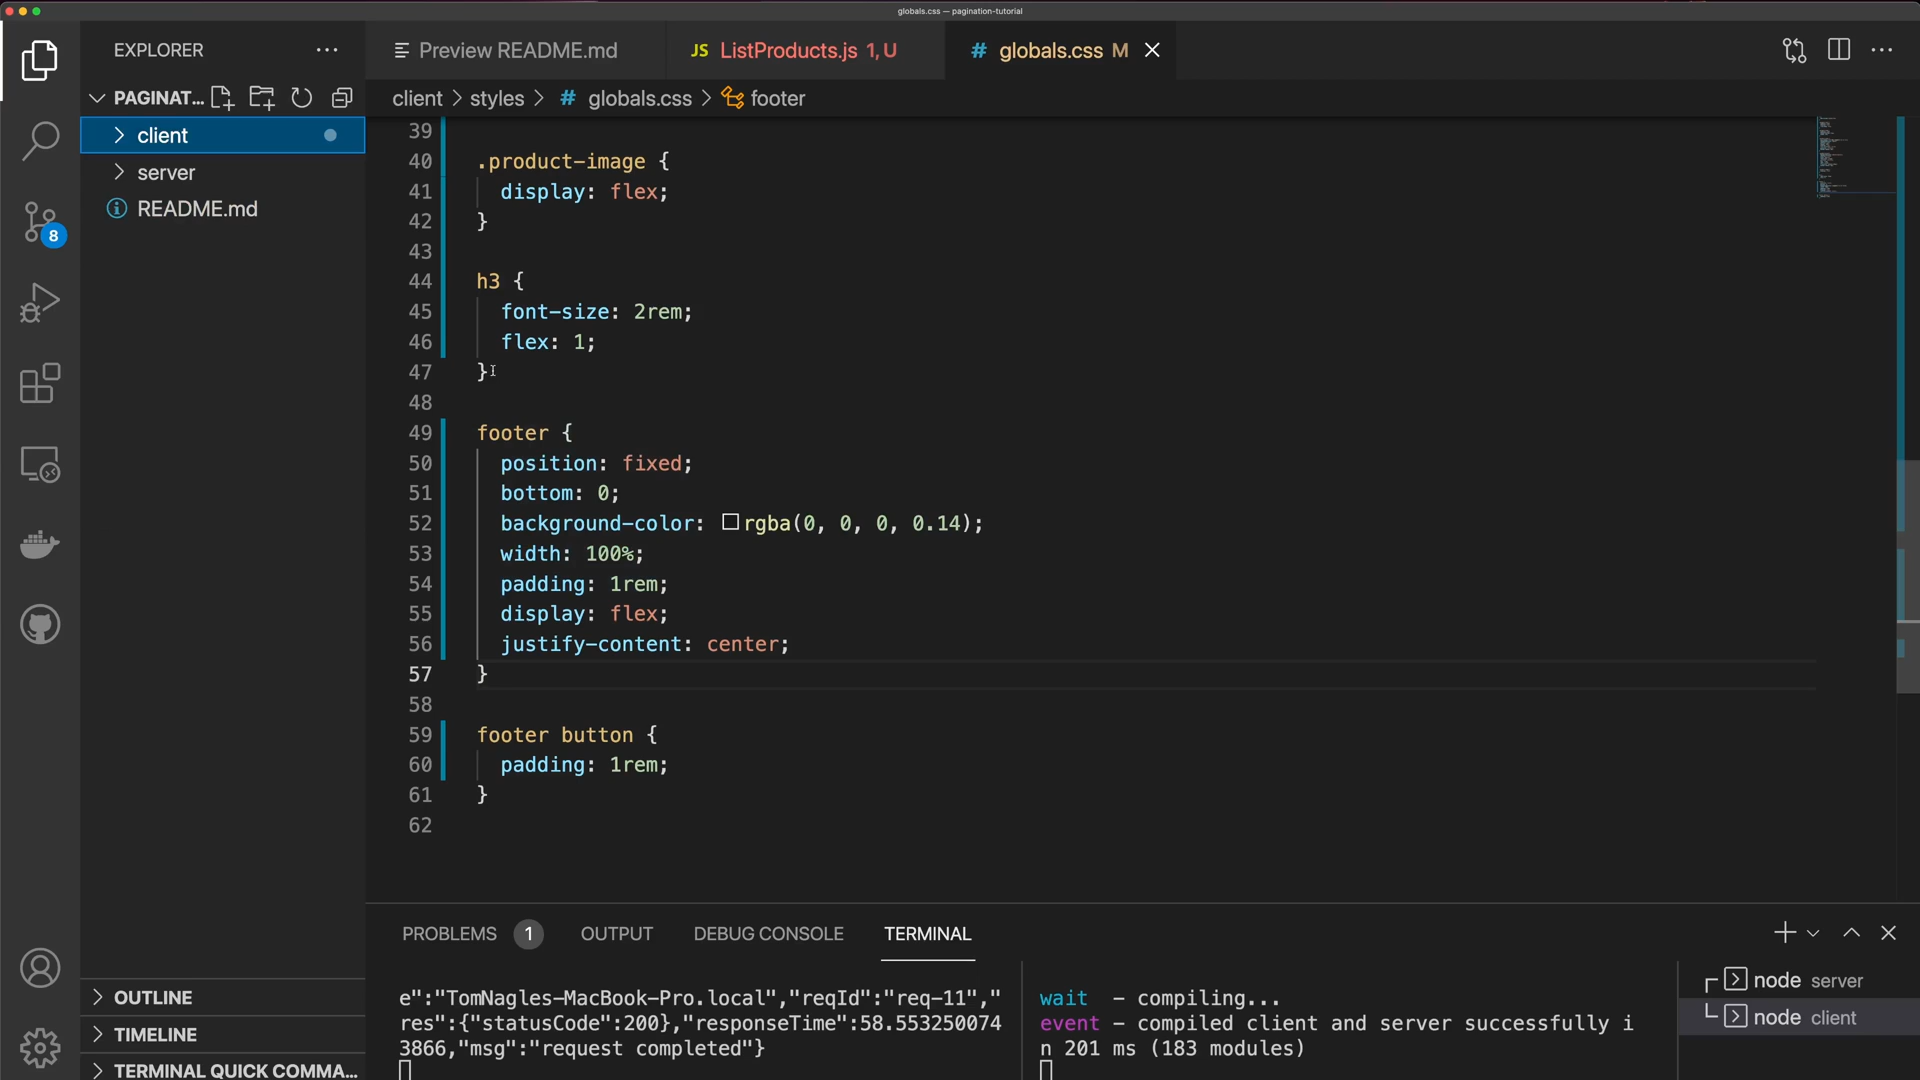 globals.css — pagination-tutorial
EXPLORER
Preview README.md
JS ListProducts.js 1, U
# globals.css M
PAGINAT...
client > styles > # globals.css > footer
client
server
README.md
8
39
40 .product-image {
41 display: flex;
42 }
43
44 h3 {
45 font-size: 2rem;
46 flex: 1;
47 }
48
49 footer {
50 position: fixed;
51 bottom: 0;
52 background-color: rgba(0, 0, 0, 0.14);
53 width: 100%;
54 padding: 1rem;
55 display: flex;
56 justify-content: center;
57 }
58
59 footer button {
60 padding: 1rem;
61 }
62
PROBLEMS 1 OUTPUT DEBUG CONSOLE TERMINAL
e":"TomNagles-MacBook-Pro.local","reqId":"req-11","
res":{"statusCode":200},"responseTime":58.553250074
3866,"msg":"request completed"}
wait - compiling...
event - compiled client and server successfully i
n 201 ms (183 modules)
node server
node client
OUTLINE
TIMELINE
TERMINAL QUICK COMMA...